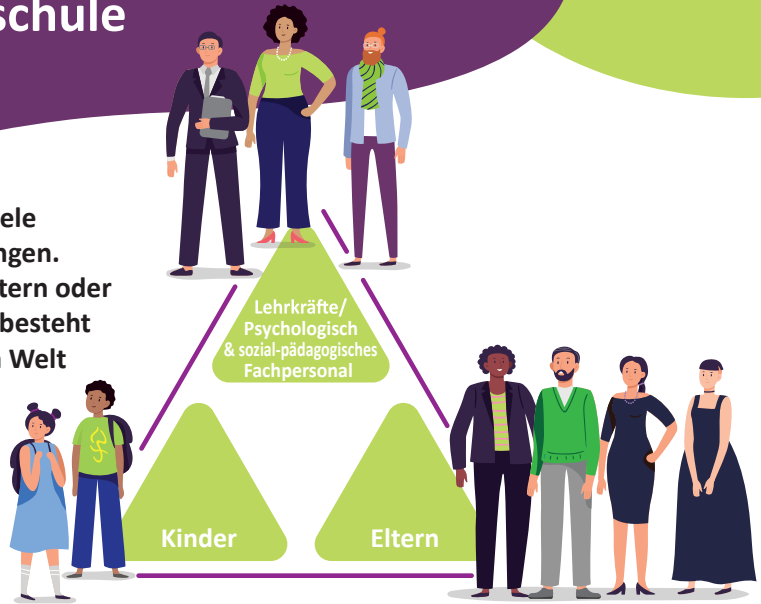 schule
ele
ngen.
tern oder
besteht
n Welt
Lehrkräfte/
Psychologisch
& sozial-pädagogisches
Fachpersonal
Kinder
Eltern